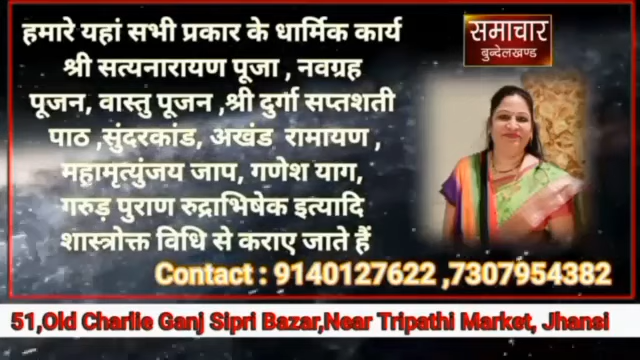 समाचार
बुन्देलखण्ड
हमारे यहां सभी प्रकार के धार्मिक कार्य
श्री सत्यनारायण पूजा , नवग्रह
पूजन, वास्तु पूजन ,श्री दुर्गा सप्तशती
पाठ ,सुंदरकांड, अखंड रामायण ,
महामृत्युंजय जाप, गणेश याग,
गरुड़ पुराण रुद्राभिषेक इत्यादि
शास्त्रोक्त विधि से कराए जाते हैं
Contact : 9140127622 ,7307954382
51,Old Charlie Ganj Sipri Bazar,Near Tripathi Market, Jhansi